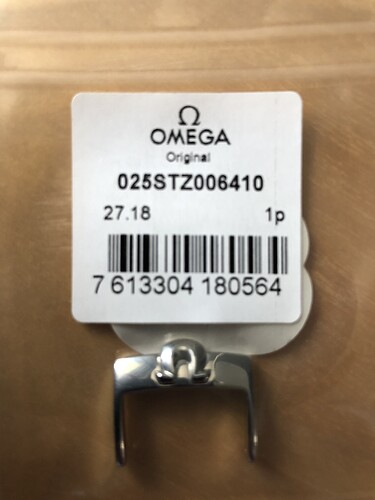 Ω
OMEGA
Original
025STZ006410
27.18 1p
7 613304 180564